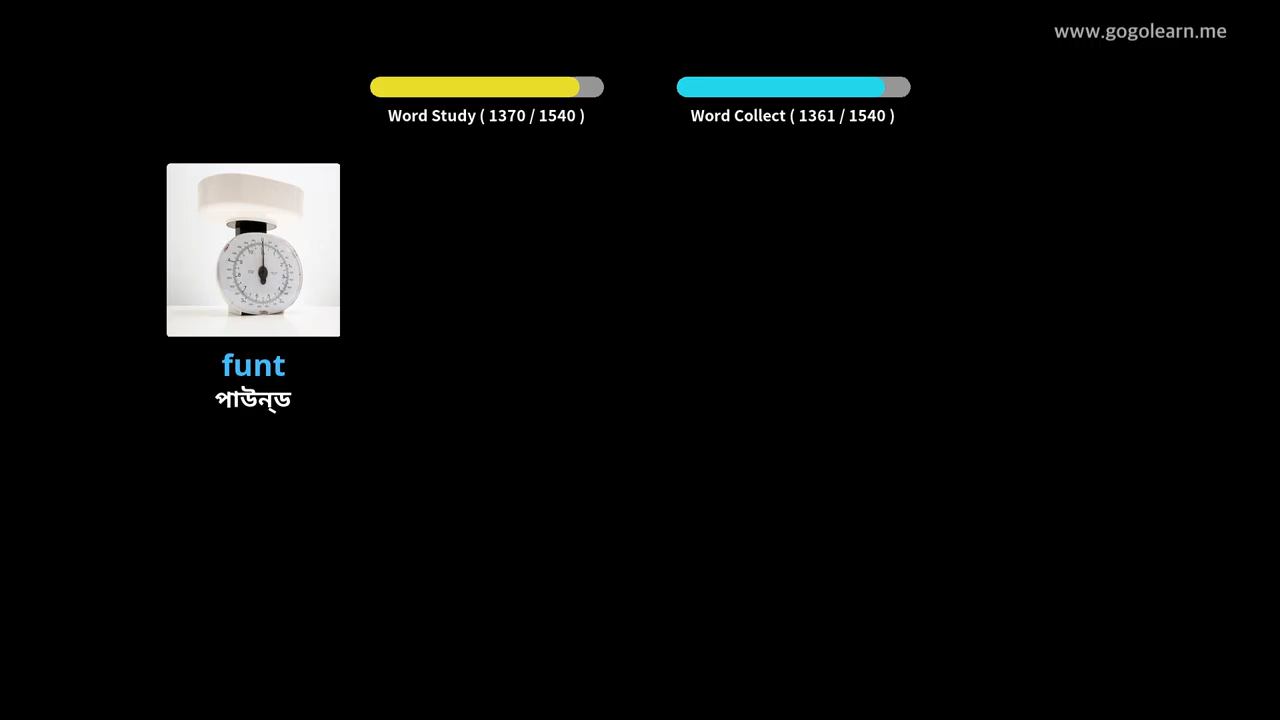 www.gogolearn.me
Word Study ( 1370 / 1540 )
Word Collect ( 1361 / 1540 )
funt
পাউন্ড